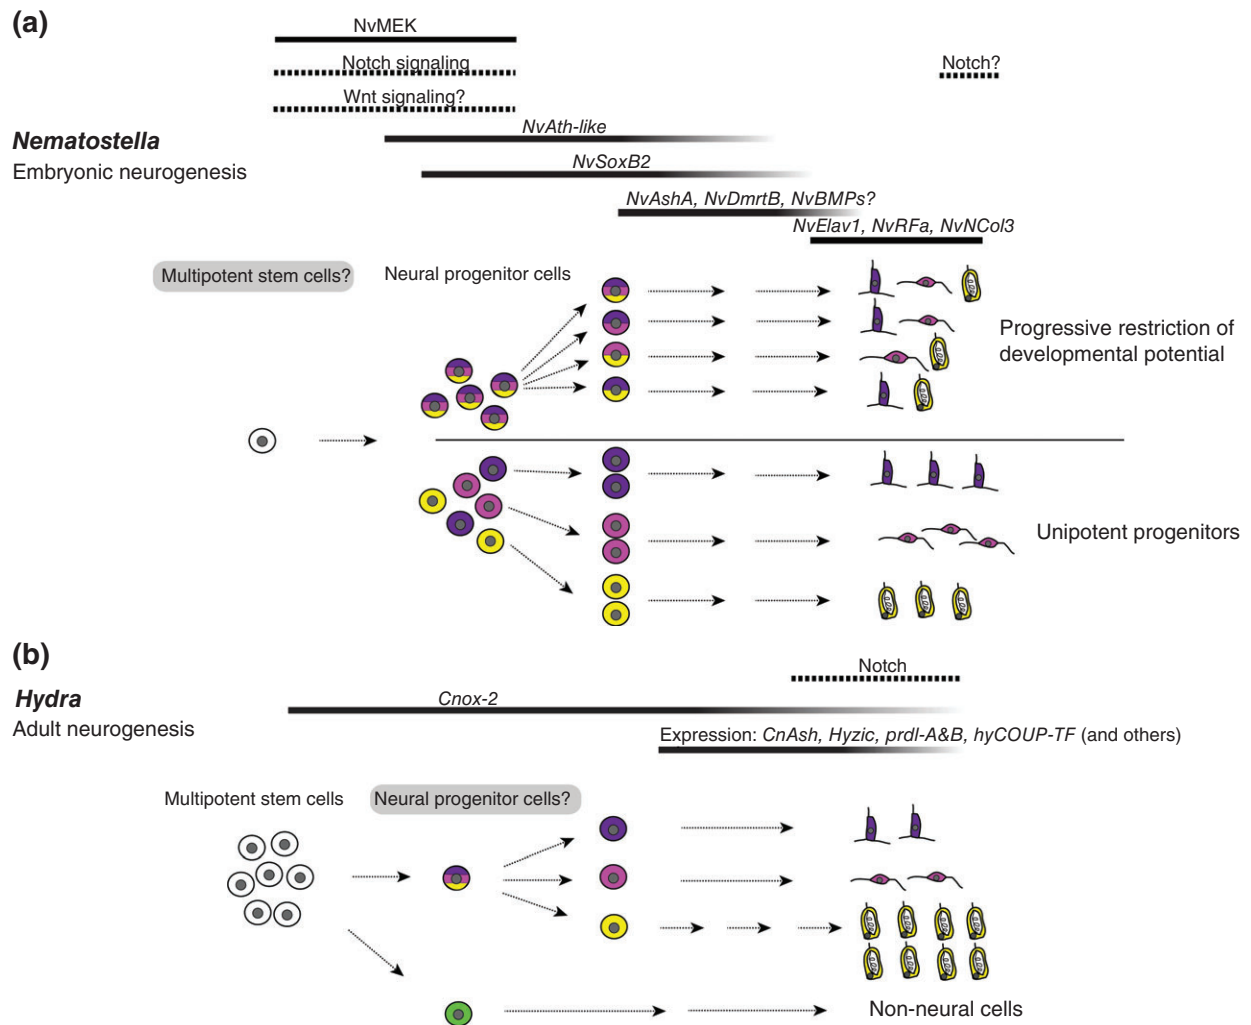 (a)
NvMEK
Notch signaling
Notch?
Wnt signaling?
Nematostella
Embryonic neurogenesis
NvAth-like
NvSoxB2
NvAshA, NvDmrtB, NvBMPs?
NvElav1, NvRFa, NvNCol3
Multipotent stem cells?
Neural progenitor cells
Progressive restriction of
developmental potential
Unipotent progenitors
(b)
Hydra
Adult neurogenesis
Notch
Cnox-2
Expression: CnAsh, Hyzic, prdl-A&B, hyCOUP-TF (and others)
Multipotent stem cells
Neural progenitor cells?
Non-neural cells